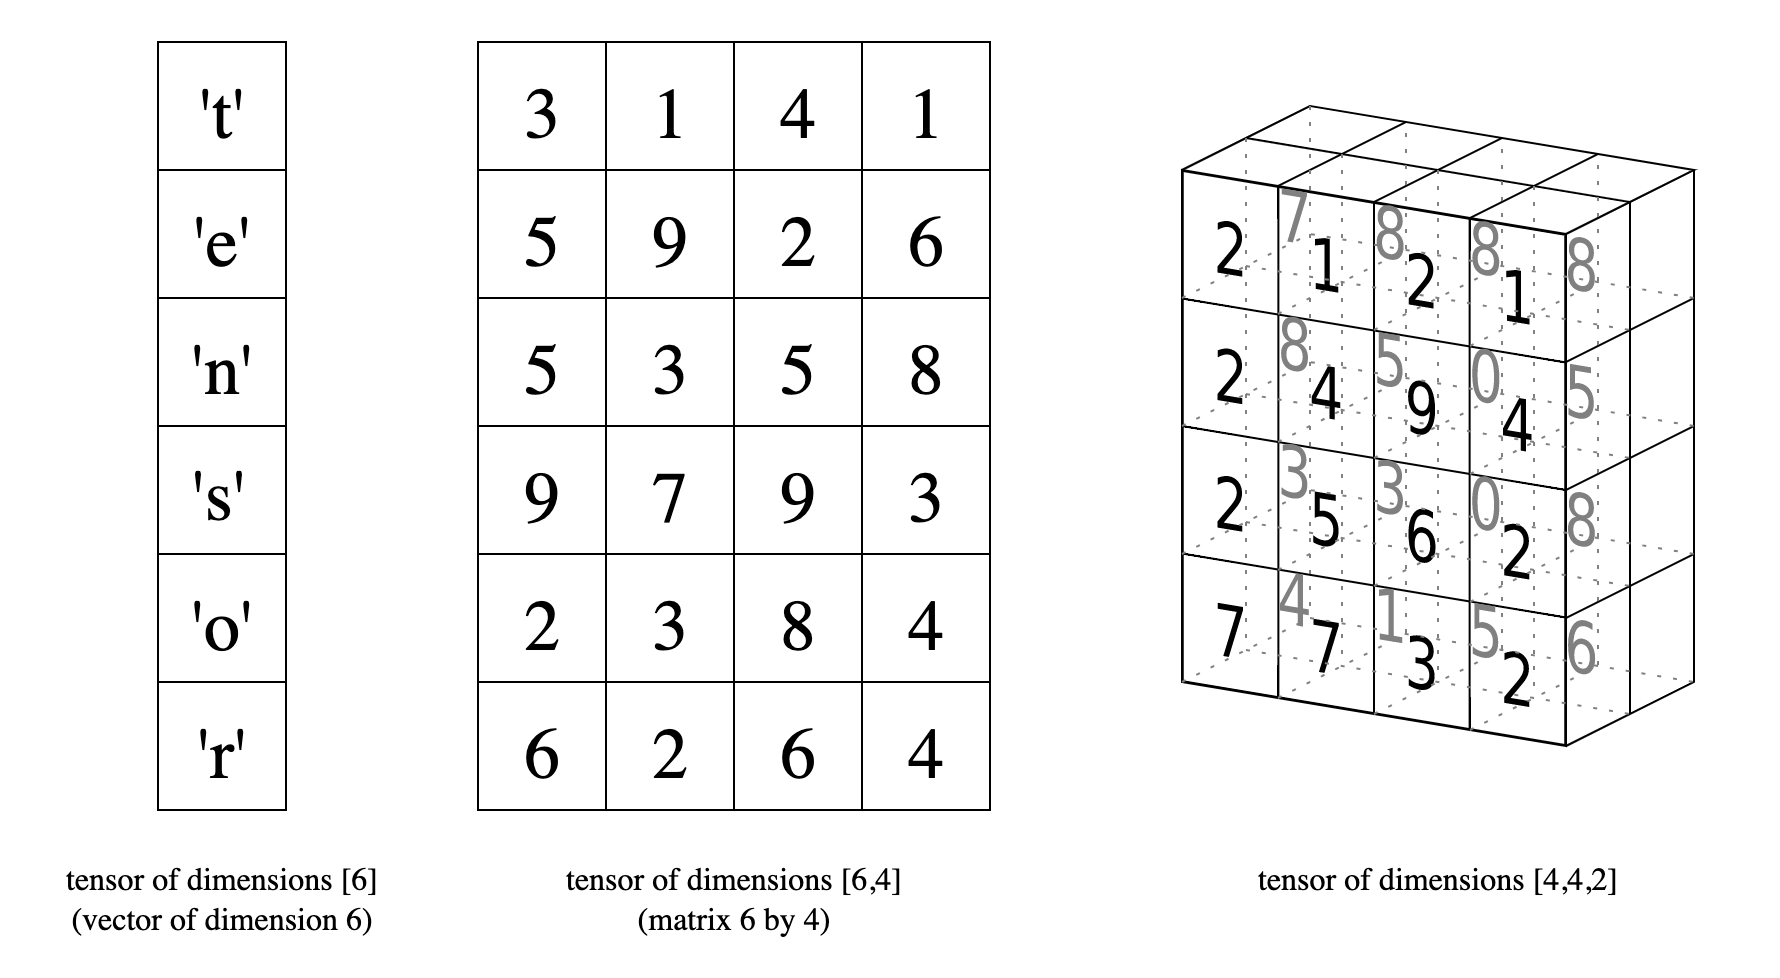 't'
'e'
'n'
's'
'o'
'r'
tensor of dimensions [6]
(vector of dimension 6)
3 1 4 1
5 9 2 6
5 3 5 8
9 7 9 3
2 3 8 4
6 2 6 4
tensor of dimensions [6,4]
(matrix 6 by 4)
2 7 1 8 2 8 1 8
2 8 4 5 9 0 4 5
2 3 5 3 6 0 2 8
7 4 7 1 3 5 2 6
tensor of dimensions [4,4,2]